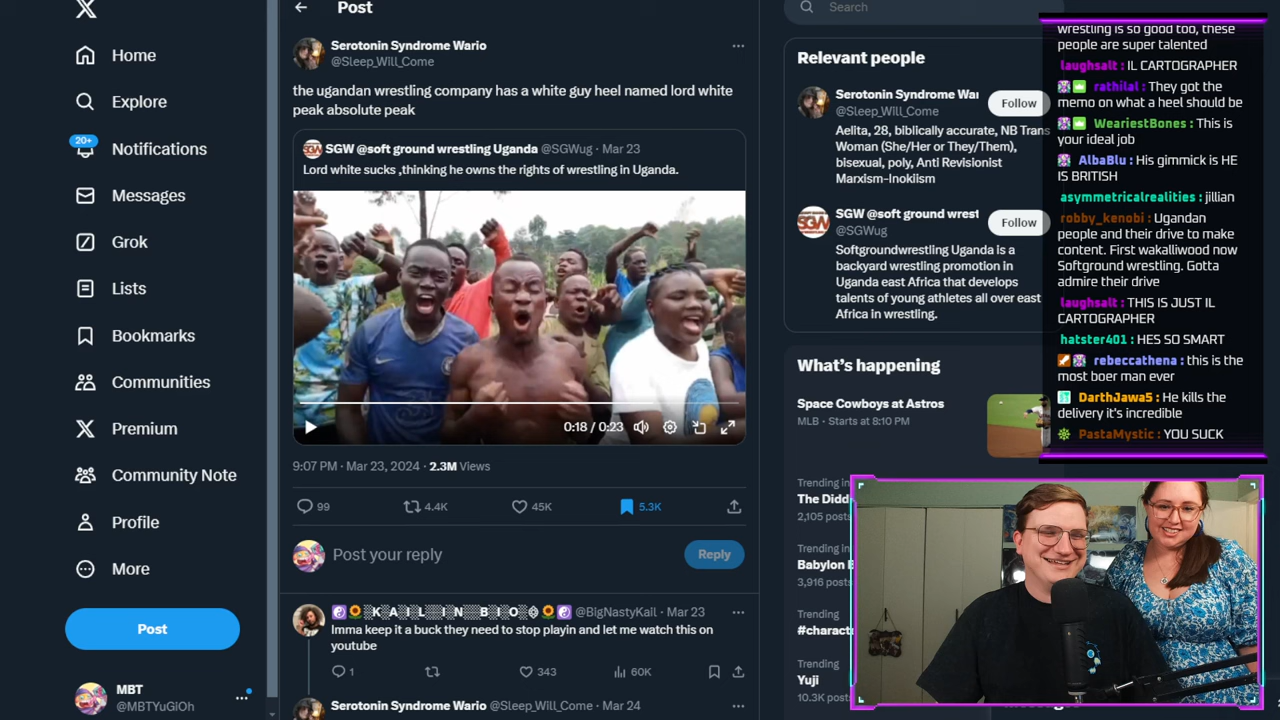 Home
Explore
20+
Notifications
Messages
Grok
Lists
Bookmarks
Communities
Premium
Community Note
Profile
More
Post
MBT
@MBTYuGiOh
Post
Serotonin Syndrome Wario
@Sleep_Will_Come
the ugandan wrestling company has a white guy heel named lord white
peak absolute peak
SGW @soft ground wrestling Uganda @SGWug · Mar 23
Lord white sucks ,thinking he owns the rights of wrestling in Uganda.
0:18 / 0:23
9:07 PM · Mar 23, 2024 · 2.3M Views
99 4.4K 45K 5.3K
Post your reply
Reply
K A I L I N B I O @BigNastyKail · Mar 23
Imma keep it a buck they need to stop playin and let me watch this on
youtube
1 343 60K
Serotonin Syndrome Wario @Sleep_Will_Come · Mar 24
Search
Relevant people
Serotonin Syndrome War
@Sleep_Will_Come
Follow
Aelita, 28, biblically accurate, NB Trans
Woman (She/Her or They/Them),
bisexual, poly, Anti Revisionist
Marxism-Inokiism
SGW @soft ground wrest
@SGWug
Follow
Softgroundwrestling Uganda is a
backyard wrestling promotion in
Uganda east Africa that develops
talents of young athletes all over east
Africa in wrestling.
What's happening
Space Cowboys at Astros
MLB · Starts at 8:10 PM
Trending in
The Didd
2,105 posts
Trending in
Babylon
3,916 posts
Trending
#charact
Trending
Yuji
10.3K posts
wrestling is so good too, these
people are super talented
laughsalt : IL CARTOGRAPHER
rathilal : They got the
memo on what a heel should be
WeariestBones : This is
your ideal job
AlbaBlu : His gimmick is HE
IS BRITISH
asymmetricalrealities : jillian
robby_kenobi : Ugandan
people and their drive to make
content. First wakalliwood now
Softground wrestling. Gotta
admire their drive
laughsalt : THIS IS JUST IL
CARTOGRAPHER
hatster401 : HES SO SMART
rebeccathena : this is the
most boer man ever
DarthJawa5 : He kills the
delivery it's incredible
PastaMystic : YOU SUCK